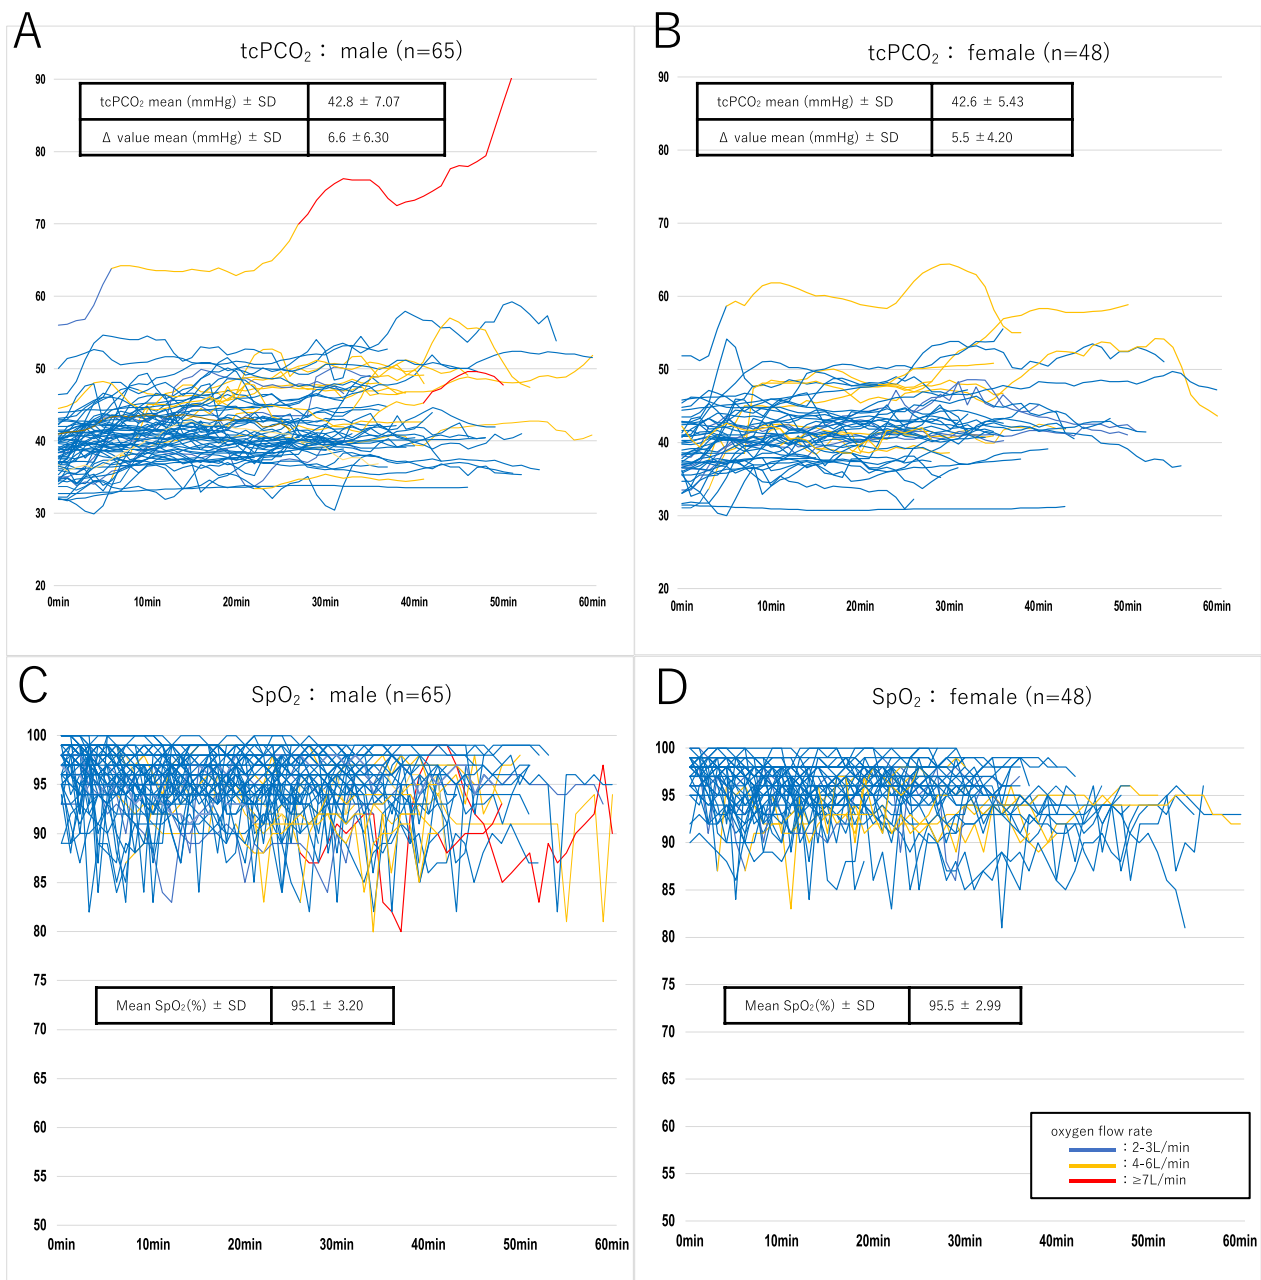 A
tcPCO₂： male (n=65)
tcPCO₂ mean (mmHg) ± SD 42.8 ± 7.07
Δ value mean (mmHg) ± SD 6.6 ±6.30
90
80
70
60
50
40
30
20
0min 10min 20min 30min 40min 50min 60min
B
tcPCO₂： female (n=48)
tcPCO₂ mean (mmHg) ± SD 42.6 ± 5.43
Δ value mean (mmHg) ± SD 5.5 ±4.20
90
80
70
60
50
40
30
20
0min 10min 20min 30min 40min 50min 60min
C
SpO₂： male (n=65)
100
95
90
85
80
75
70
65
60
55
50
Mean SpO₂(%) ± SD 95.1 ± 3.20
0min 10min 20min 30min 40min 50min 60min
D
SpO₂： female (n=48)
100
95
90
85
80
75
70
65
60
55
50
Mean SpO₂(%) ± SD 95.5 ± 2.99
oxygen flow rate
：2-3L/min
：4-6L/min
：≥7L/min
0min 10min 20min 30min 40min 50min 60min